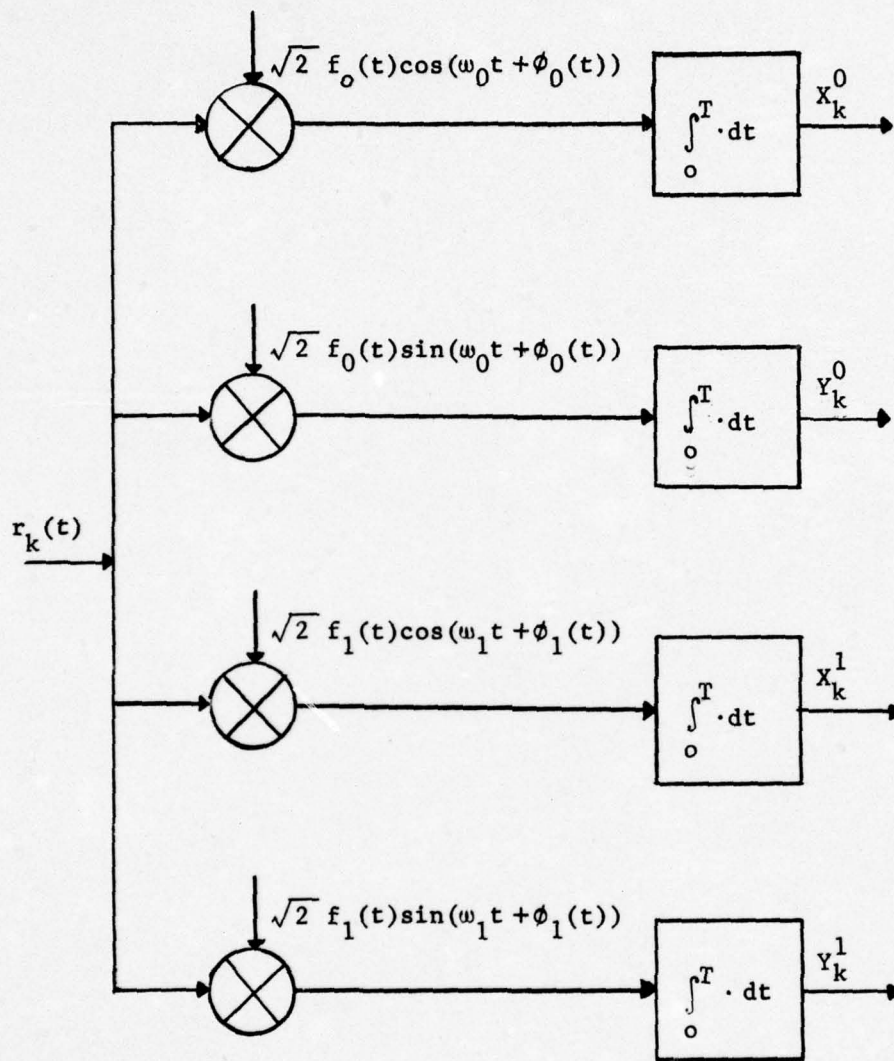 √2 f_o(t)cos(ω_0t+ϕ_0(t))
∫_o^T ·dt
X_k^0
√2 f_0(t)sin(ω_0t+ϕ_0(t))
∫_o^T ·dt
Y_k^0
r_k(t)
√2 f_1(t)cos(ω_1t+ϕ_1(t))
∫_o^T ·dt
X_k^1
√2 f_1(t)sin(ω_1t+ϕ_1(t))
∫_o^T · dt
Y_k^1